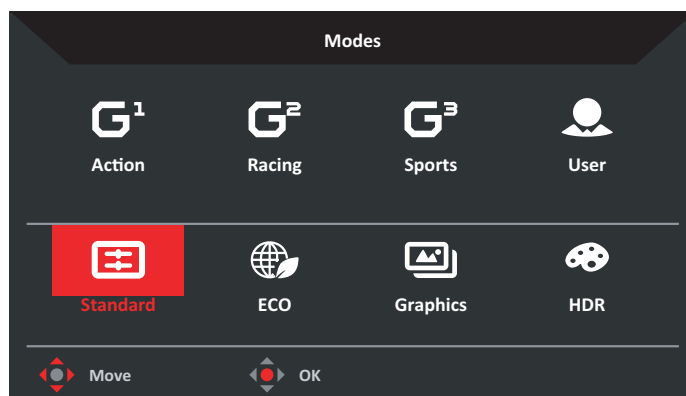 Modes
G¹ G² G³
Action Racing Sports User
Standard ECO Graphics HDR
Move OK